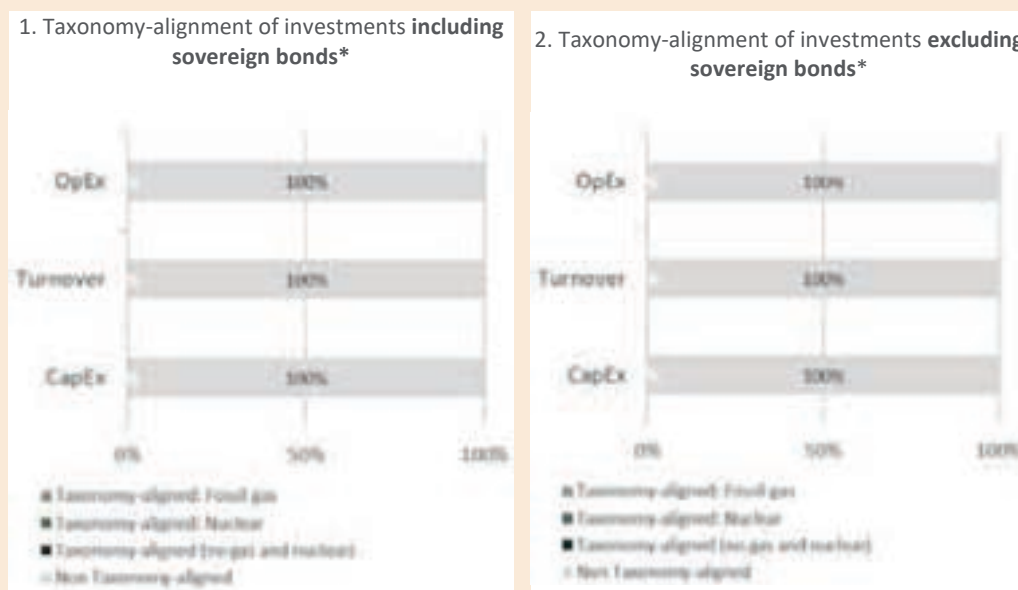 1. Taxonomy-alignment of investments including
sovereign bonds*
OpEx
100%
Turnover
100%
CapEx
100%
0%
50%
100%
Taxonomy-aligned: Fossil gas
Taxonomy-aligned: Nuclear
Taxonomy-aligned (no gas and nuclear)
Non Taxonomy-aligned
2. Taxonomy-alignment of investments excluding
sovereign bonds*
OpEx
100%
Turnover
100%
CapEx
100%
0%
50%
100%
Taxonomy-aligned: Fossil gas
Taxonomy-aligned: Nuclear
Taxonomy-aligned (no gas and nuclear)
Non Taxonomy-aligned